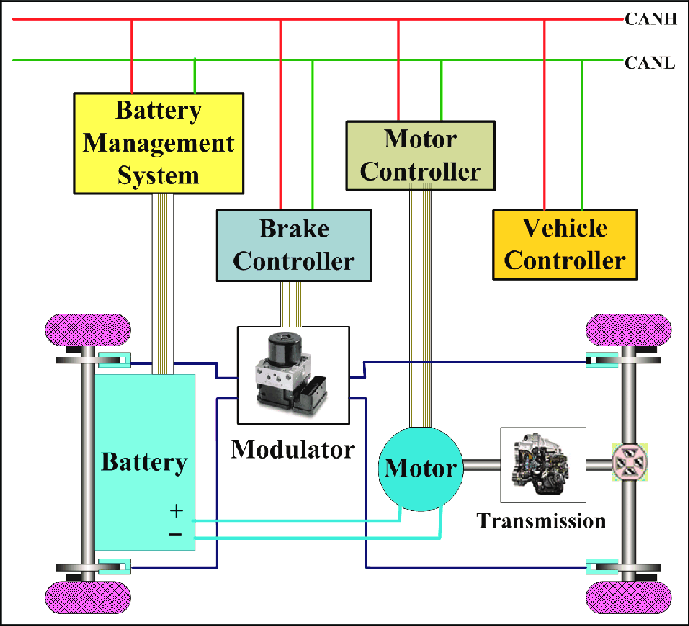 CANH
CANL
Battery
Management
System
Motor
Controller
Brake
Controller
Vehicle
Controller
Modulator
Battery
+
−
Motor
Transmission